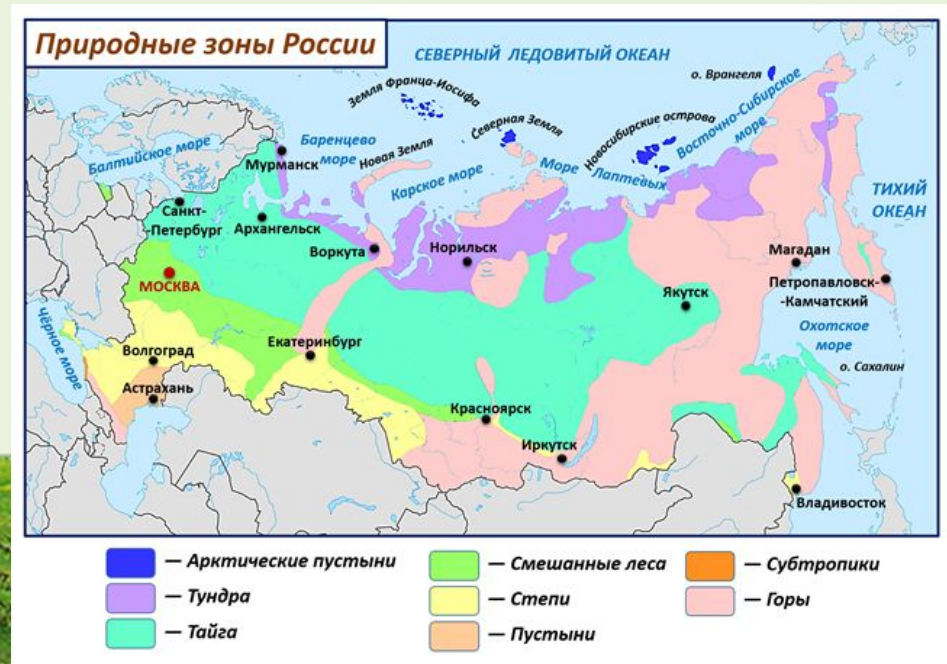 Природные зоны России
СЕВЕРНЫЙ ЛЕДОВИТЫЙ ОКЕАН
о. Врангеля
Земля Франца-Иосифа
Северная Земля
Новосибирские острова
Восточно-Сибирское
море
Баренцево
море
Новая Земля
Карское море
Море
Лаптевых
Балтийское море
Мурманск
ТИХИЙ
ОКЕАН
Санкт-
-Петербург
Архангельск
Воркута
Норильск
Магадан
МОСКВА
Якутск
Петропавловск-
-Камчатский
Охотское
море
Чёрное море
Волгоград
Екатеринбург
о. Сахалин
Астрахань
Красноярск
Иркутск
Владивосток
— Арктические пустыни
— Тундра
— Тайга
— Смешанные леса
— Степи
— Пустыни
— Субтропики
— Горы